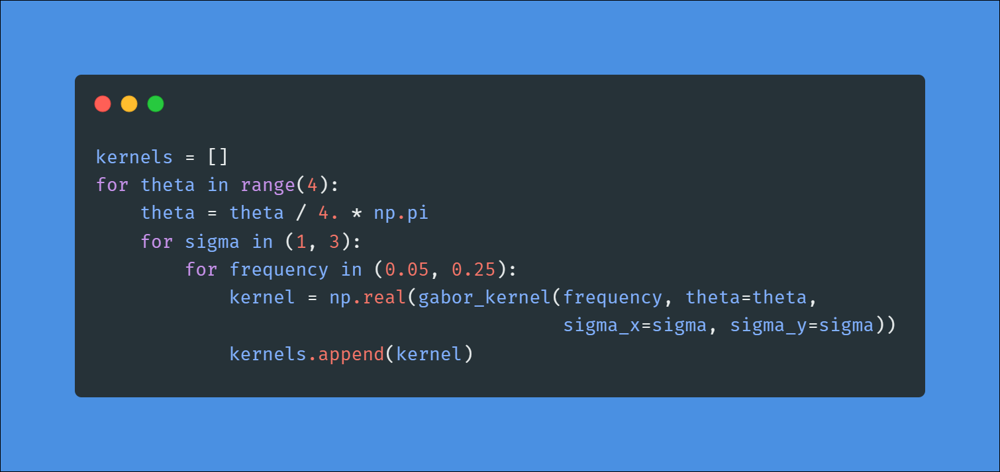 kernels = []
for theta in range(4):
    theta = theta / 4. * np.pi
    for sigma in (1, 3):
        for frequency in (0.05, 0.25):
            kernel = np.real(gabor_kernel(frequency, theta=theta,
                                          sigma_x=sigma, sigma_y=sigma))
            kernels.append(kernel)